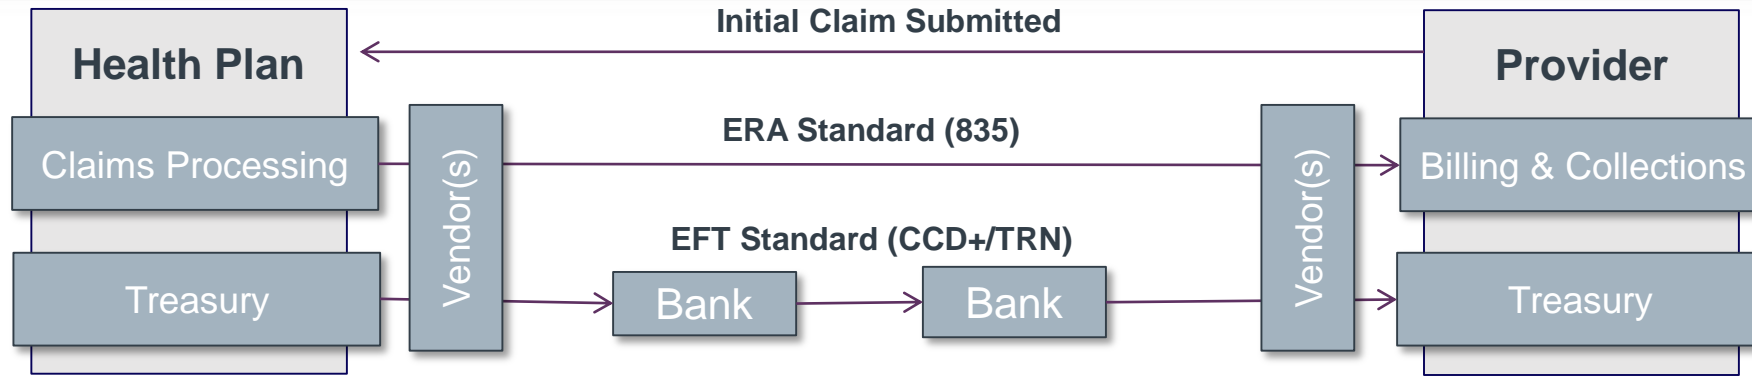 Initial Claim Submitted
Health Plan
Provider
ERA Standard (835)
Claims Processing
Vendor(s)
Vendor(s)
Billing & Collections
EFT Standard (CCD+/TRN)
Treasury
Bank
Bank
Treasury